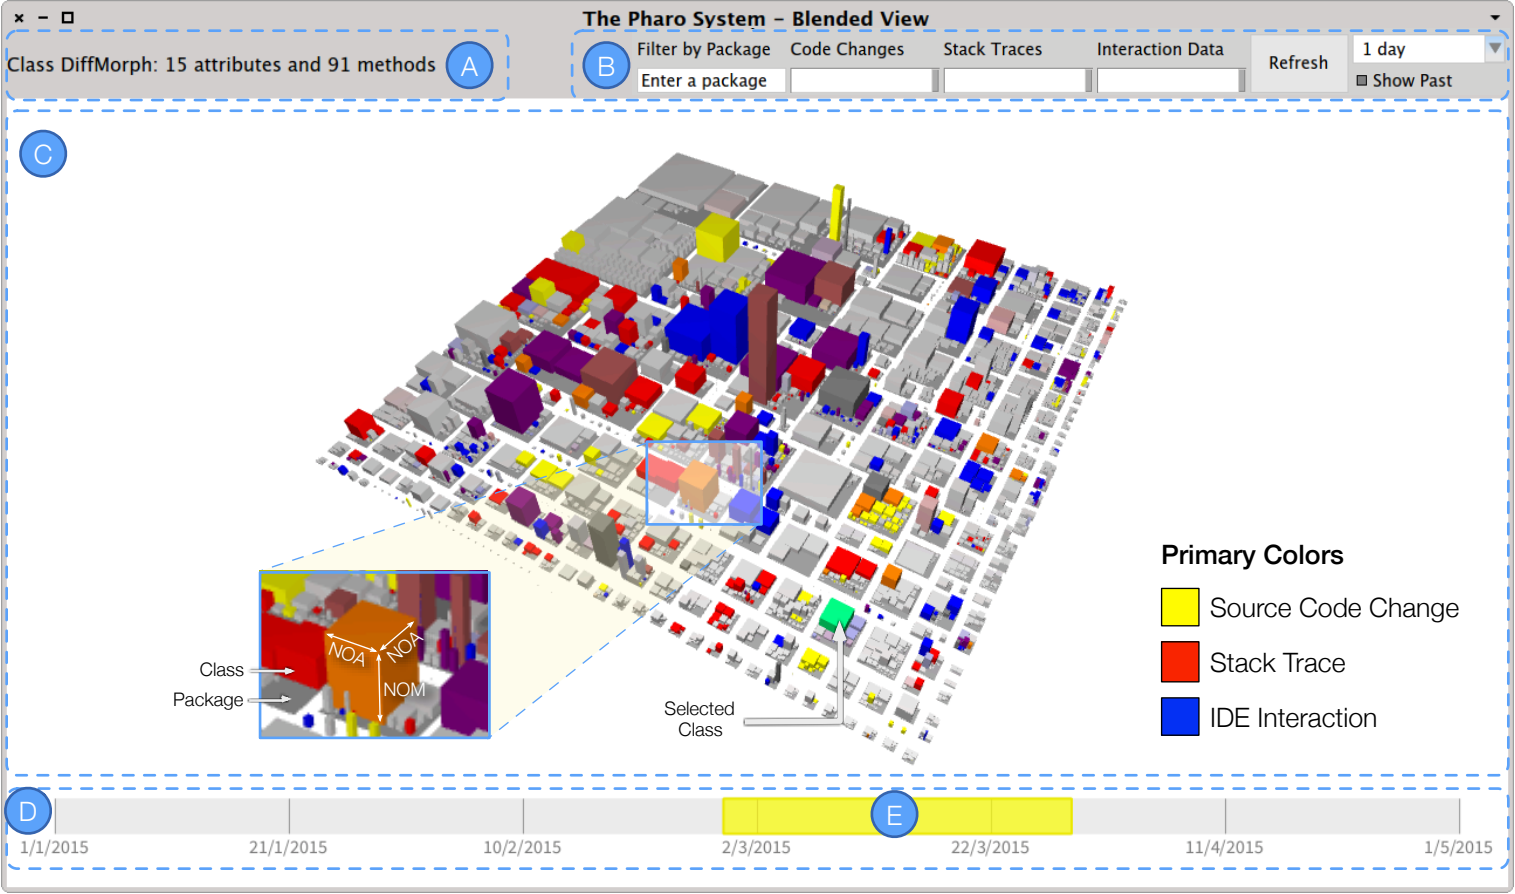 The Pharo System – Blended View
Class DiffMorph: 15 attributes and 91 methods
A
B
Filter by Package
Code Changes
Stack Traces
Interaction Data
Enter a package
Refresh
1 day
Show Past
C
NOA
NOA
NOM
Class
Package
Selected
Class
Primary Colors
Source Code Change
Stack Trace
IDE Interaction
D
E
1/1/2015
21/1/2015
10/2/2015
2/3/2015
22/3/2015
11/4/2015
1/5/2015